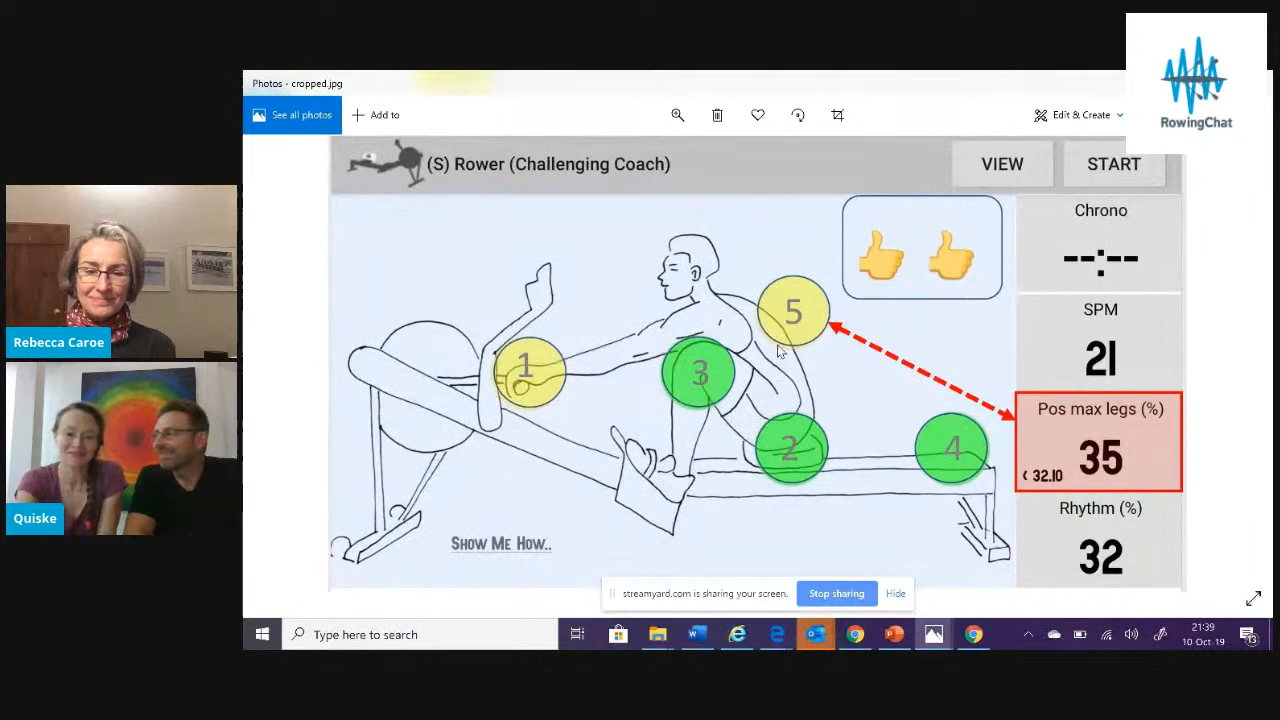 Photos - cropped.jpg
See all photos
Add to
Edit & Create
RowingChat
(S) Rower (Challenging Coach)
VIEW
START
Chrono
--:--
SPM
21
Pos max legs (%)
35
< 32.10
Rhythm (%)
32
1
2
3
4
5
Show Me How..
Rebecca Caroe
Quiske
streamyard.com is sharing your screen.
Stop sharing
Hide
Type here to search
21:39
10-Oct-19
13